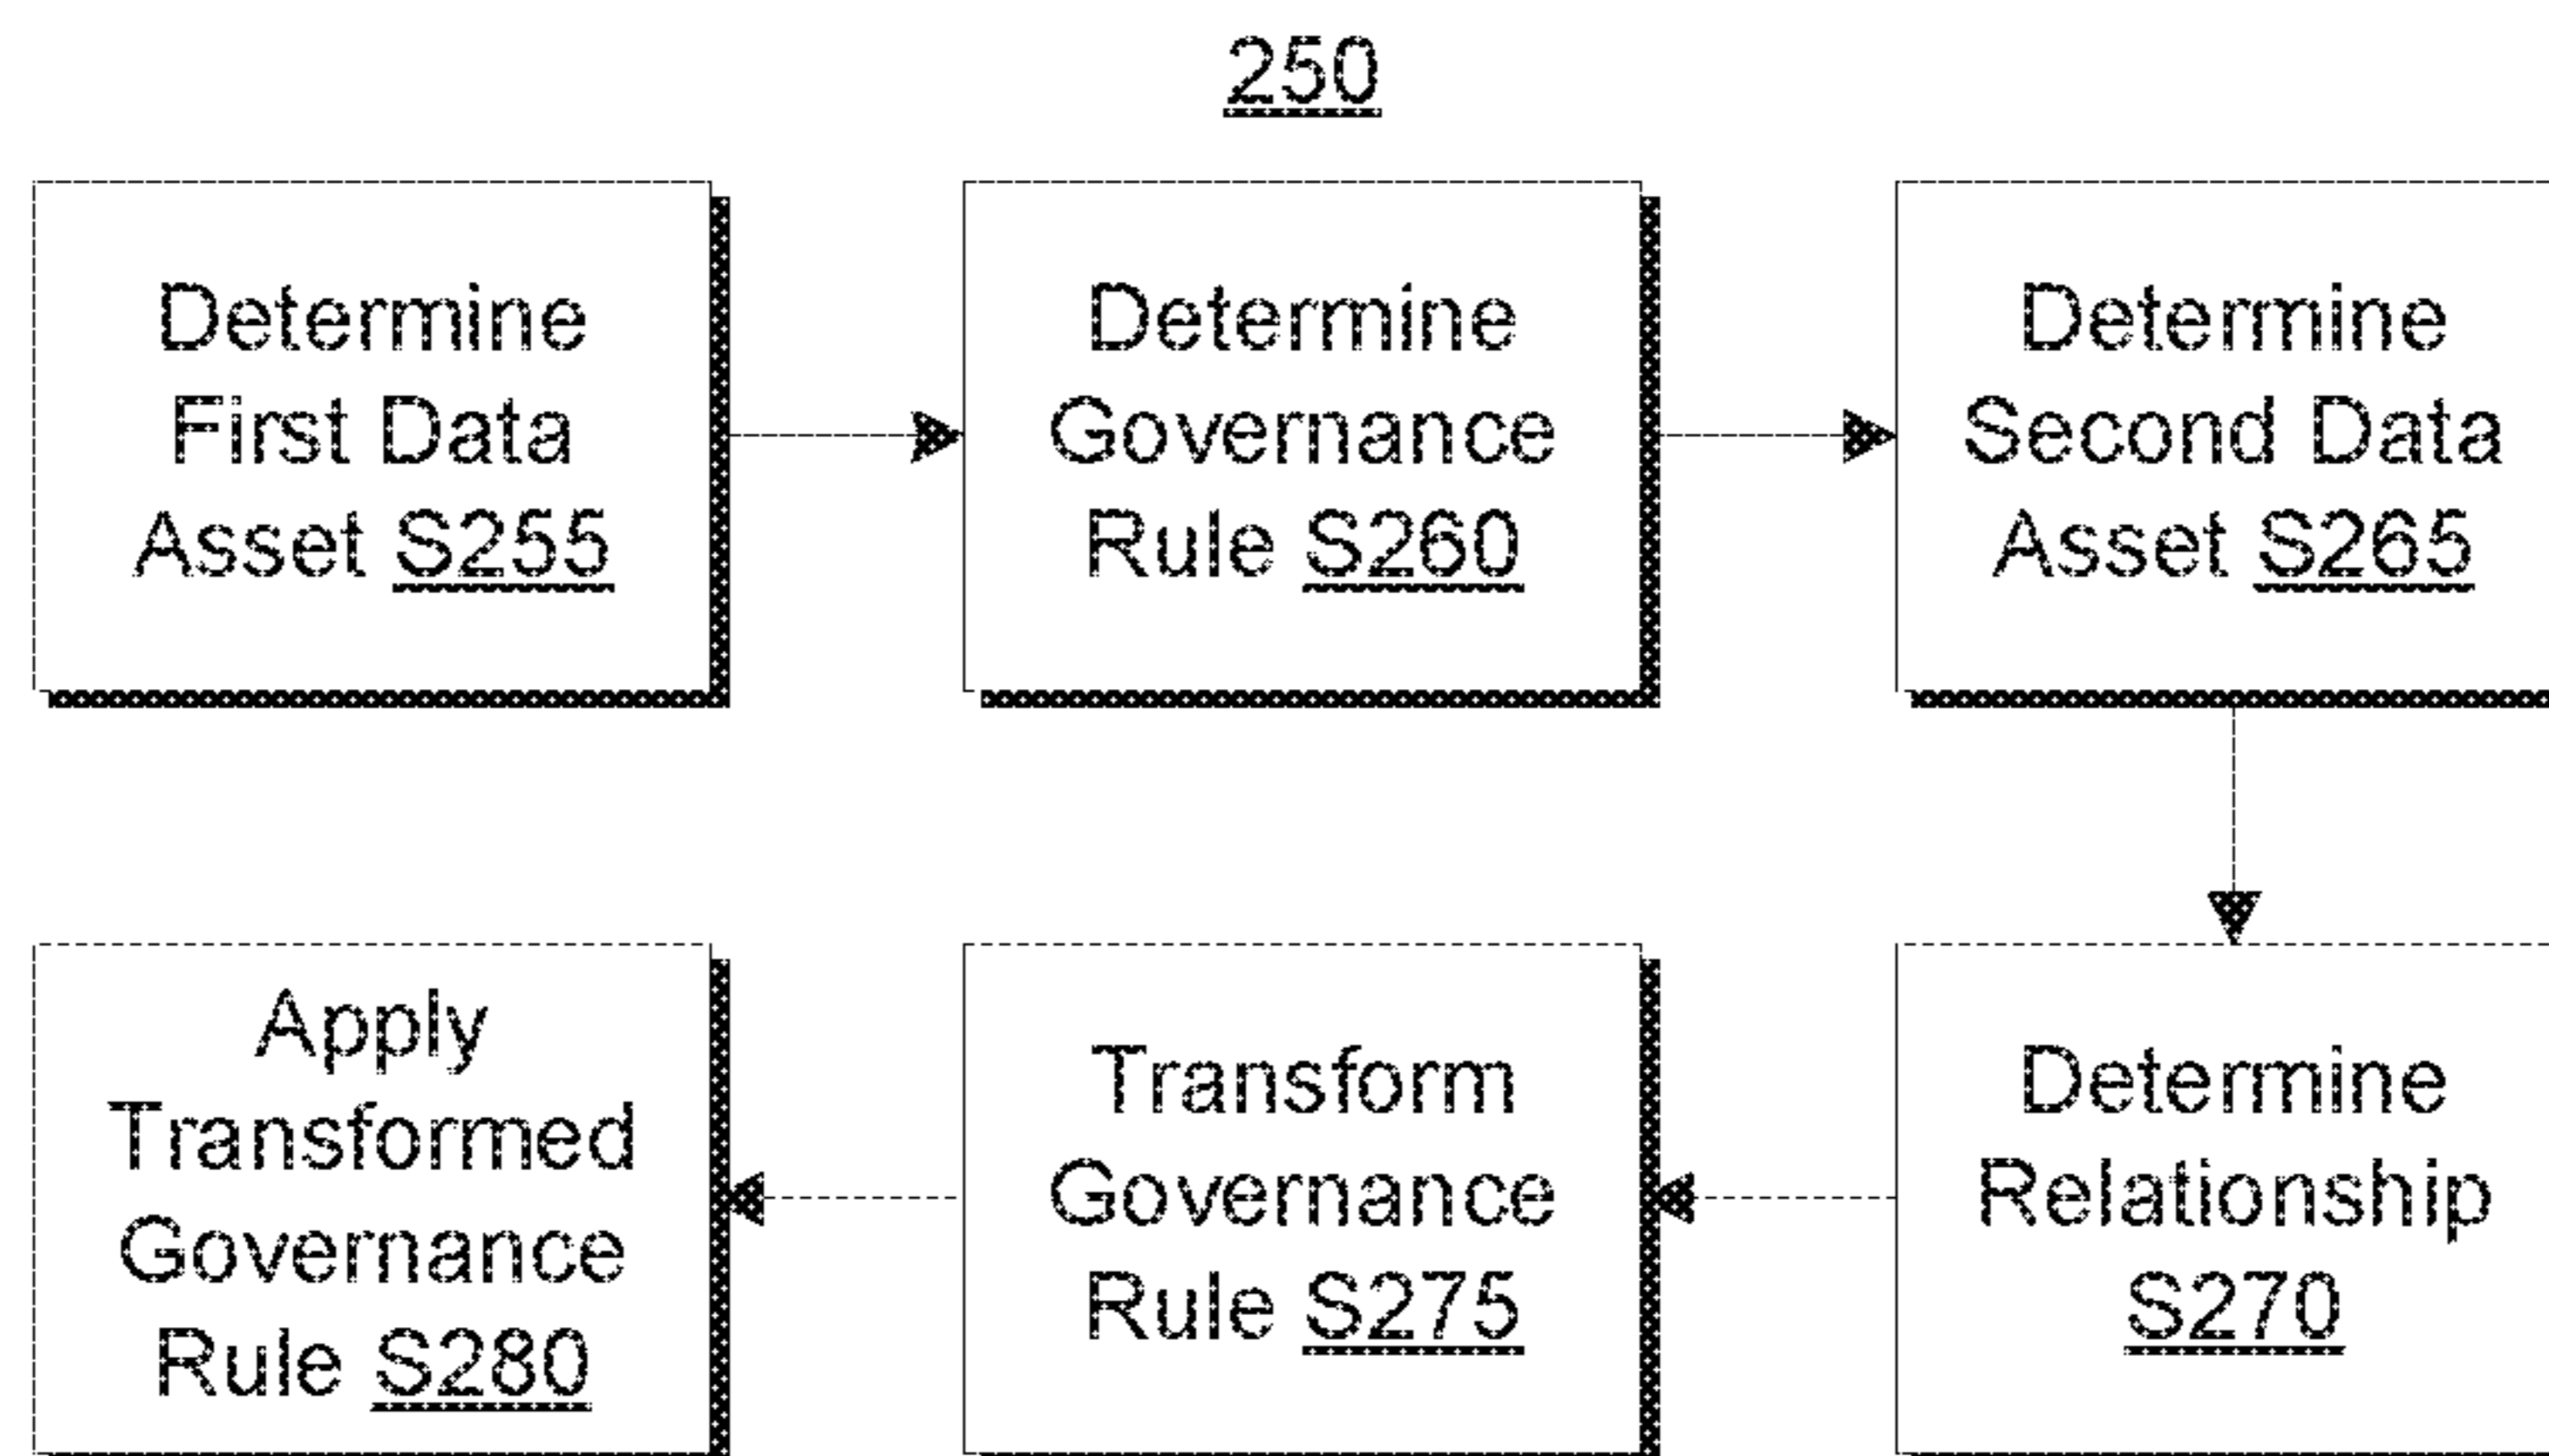 250
Determine
First Data
Asset S255
Determine
Governance
Rule S260
Determine
Second Data
Asset S265
Determine
Relationship
S270
Transform
Governance
Rule S275
Apply
Transformed
Governance
Rule S280